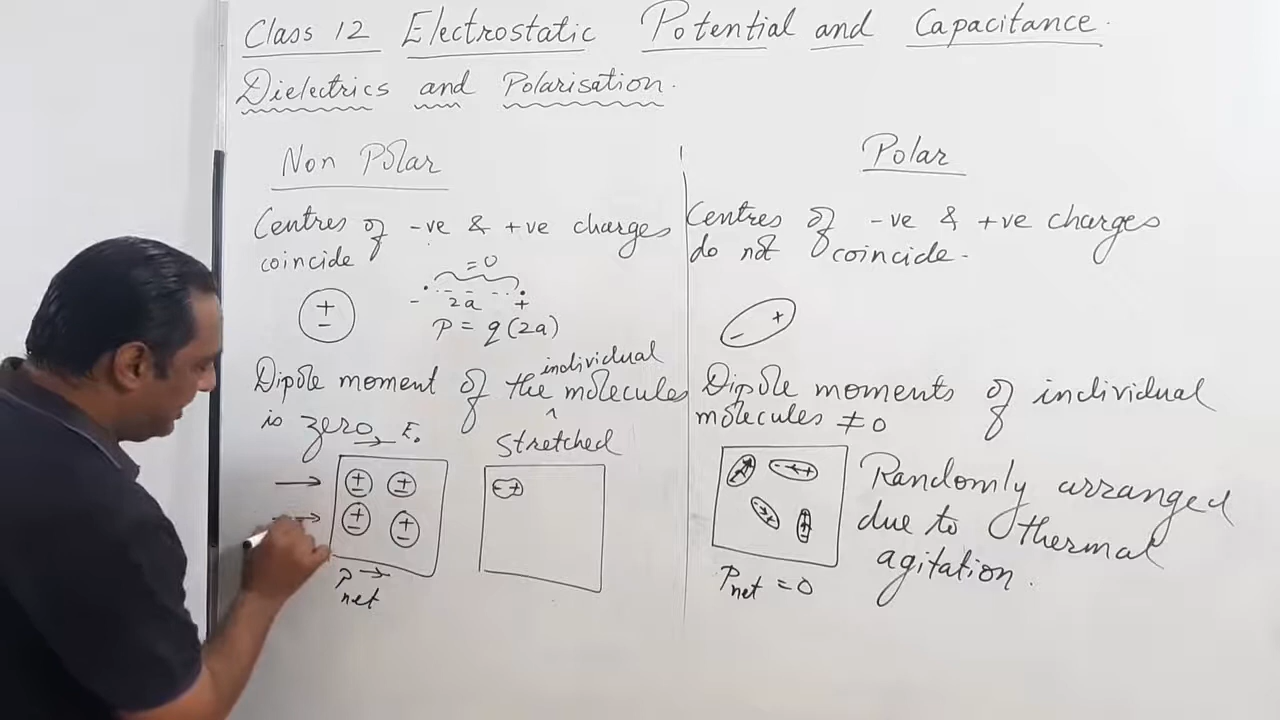 Class 12 Electrostatic Potential and Capacitance.
Dielectrics and Polarisation.
Non Polar
Centres of -ve & +ve charges
coincide
+
-
= 0
- 2a +
P = q(2a)
individual
Dipole moment of the ^ molecules
is zero
→ E₀
Stretched
± ±
± ±
- +
P →
net
Polar
Centres of -ve & +ve charges
do not coincide.
- +
Dipole moments of individual
molecules ≠ 0
Randomly arranged
due to thermal
agitation.
Pnet = 0